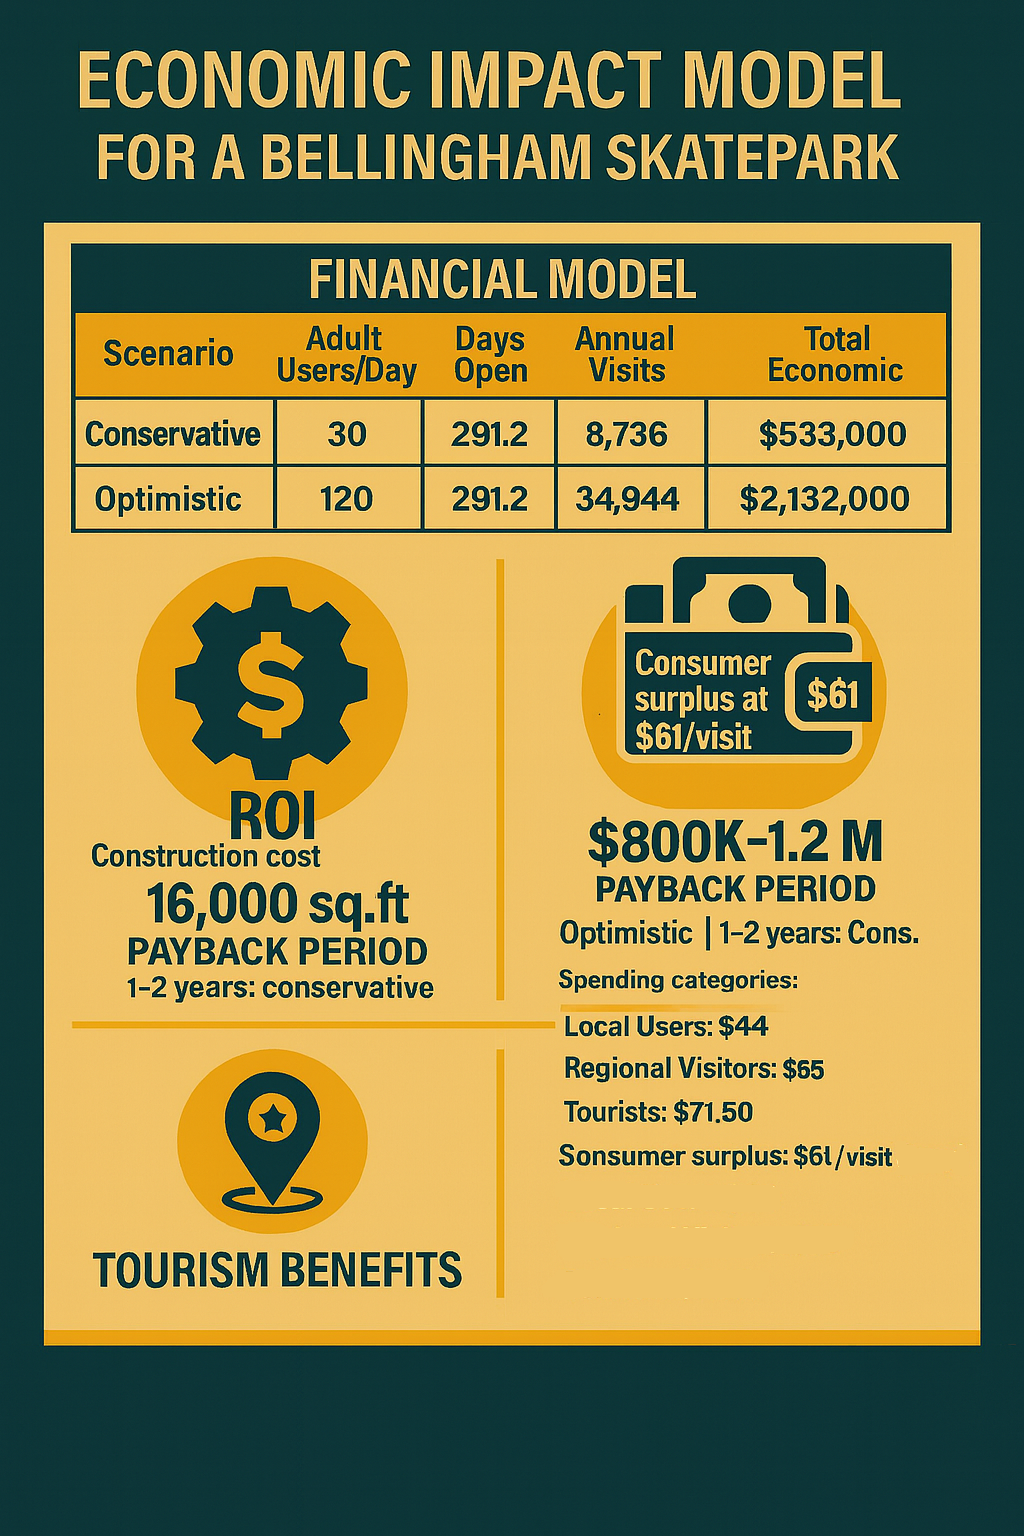 ECONOMIC IMPACT MODEL
FOR A BELLINGHAM SKATEPARK
FINANCIAL MODEL
Scenario Adult Users/Day Days Open Annual Visits Total Economic
Conservative 30 291.2 8,736 $533,000
Optimistic 120 291.2 34,944 $2,132,000
$
ROI
Construction cost
16,000 sq.ft
PAYBACK PERIOD
1–2 years: conservative
Consumer
surplus at
$61/visit
$61
$800K–1.2 M
PAYBACK PERIOD
Optimistic | 1–2 years: Cons.
Spending categories:
Local Users: $44
Regional Visitors: $65
Tourists: $71.50
Sonsumer surplus: $61/visit
TOURISM BENEFITS